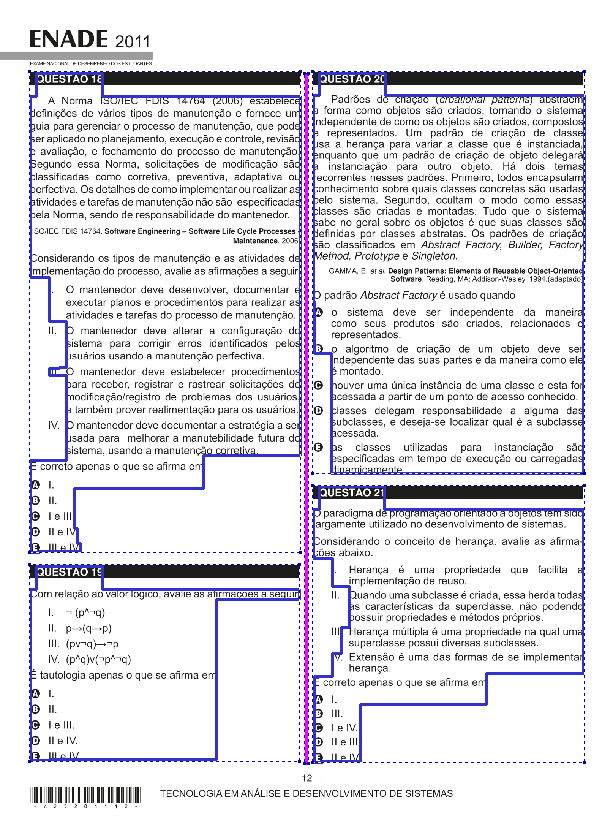 ENADE 2011
EXAME NACIONAL DE DESEMPENHO DE ESTUDANTES
QUESTÃO 18
A Norma ISO/IEC FDIS 14764 (2006) estabelece
definições de vários tipos de manutenção e fornece um
guia para gerenciar o processo de manutenção, que pode
ser aplicado no planejamento, execução e controle, revisão
e avaliação, e fechamento do processo de manutenção.
Segundo essa Norma, solicitações de modificação são
classificadas como corretiva, preventiva, adaptativa ou
perfectiva. Os detalhes de como implementar ou realizar as
atividades e tarefas de manutenção não são especificadas
pela Norma, sendo de responsabilidade do mantenedor.
ISO/IEC FDIS 14764. Software Engineering – Software Life Cycle Processes -
Maintenance. 2006
Considerando os tipos de manutenção e as atividades de
implementação do processo, avalie as afirmações a seguir.
I. O mantenedor deve desenvolver, documentar e
executar planos e procedimentos para realizar as
atividades e tarefas do processo de manutenção.
II. O mantenedor deve alterar a configuração do
sistema para corrigir erros identificados pelos
usuários usando a manutenção perfectiva.
III. O mantenedor deve estabelecer procedimentos
para receber, registrar e rastrear solicitações de
modificação/registro de problemas dos usuários
e também prover realimentação para os usuários.
IV. O mantenedor deve documentar a estratégia a ser
usada para melhorar a manutebilidade futura do
sistema, usando a manutenção corretiva.
É correto apenas o que se afirma em
A I.
B II.
C I e III.
D II e IV.
E III e IV.
QUESTÃO 19
Com relação ao valor lógico, avalie as afirmações a seguir.
I. ¬ (p^¬q)
II. p→(q→p)
III. (pv¬q)→¬p
IV. (p^q)v(¬p^¬q)
É tautologia apenas o que se afirma em
A I.
B II.
C I e III.
D II e IV.
E III e IV.
QUESTÃO 20
Padrões de criação (creational patterns) abstraem
a forma como objetos são criados, tornando o sistema
independente de como os objetos são criados, compostos
e representados. Um padrão de criação de classe
usa a herança para variar a classe que é instanciada,
enquanto que um padrão de criação de objeto delegará
a instanciação para outro objeto. Há dois temas
recorrentes nesses padrões. Primeiro, todos encapsulam
conhecimento sobre quais classes concretas são usadas
pelo sistema. Segundo, ocultam o modo como essas
classes são criadas e montadas. Tudo que o sistema
sabe no geral sobre os objetos é que suas classes são
definidas por classes abstratas. Os padrões de criação
são classificados em Abstract Factory, Builder, Factory
Method, Prototype e Singleton.
GAMMA, E. et al. Design Patterns: Elements of Reusable Object-Oriented
Software. Reading, MA: Addison-Wesley, 1994.(adaptado)
O padrão Abstract Factory é usado quando
A o sistema deve ser independente da maneira
como seus produtos são criados, relacionados e
representados.
B o algoritmo de criação de um objeto deve ser
independente das suas partes e da maneira como ele
é montado.
C houver uma única instância de uma classe e esta for
acessada a partir de um ponto de acesso conhecido.
D classes delegam responsabilidade a alguma das
subclasses, e deseja-se localizar qual é a subclasse
acessada.
E as classes utilizadas para instanciação são
especificadas em tempo de execução ou carregadas
dinamicamente.
QUESTÃO 21
O paradigma de programação orientado a objetos tem sido
largamente utilizado no desenvolvimento de sistemas.
Considerando o conceito de herança, avalie as afirma-
ções abaixo.
I. Herança é uma propriedade que facilita a
implementação de reuso.
II. Quando uma subclasse é criada, essa herda todas
as características da superclasse, não podendo
possuir propriedades e métodos próprios.
III. Herança múltipla é uma propriedade na qual uma
superclasse possui diversas subclasses.
IV. Extensão é uma das formas de se implementar
herança.
É correto apenas o que se afirma em
A I.
B III.
C I e IV.
D II e III.
E II e IV.
12
TECNOLOGIA EM ANÁLISE E DESENVOLVIMENTO DE SISTEMAS